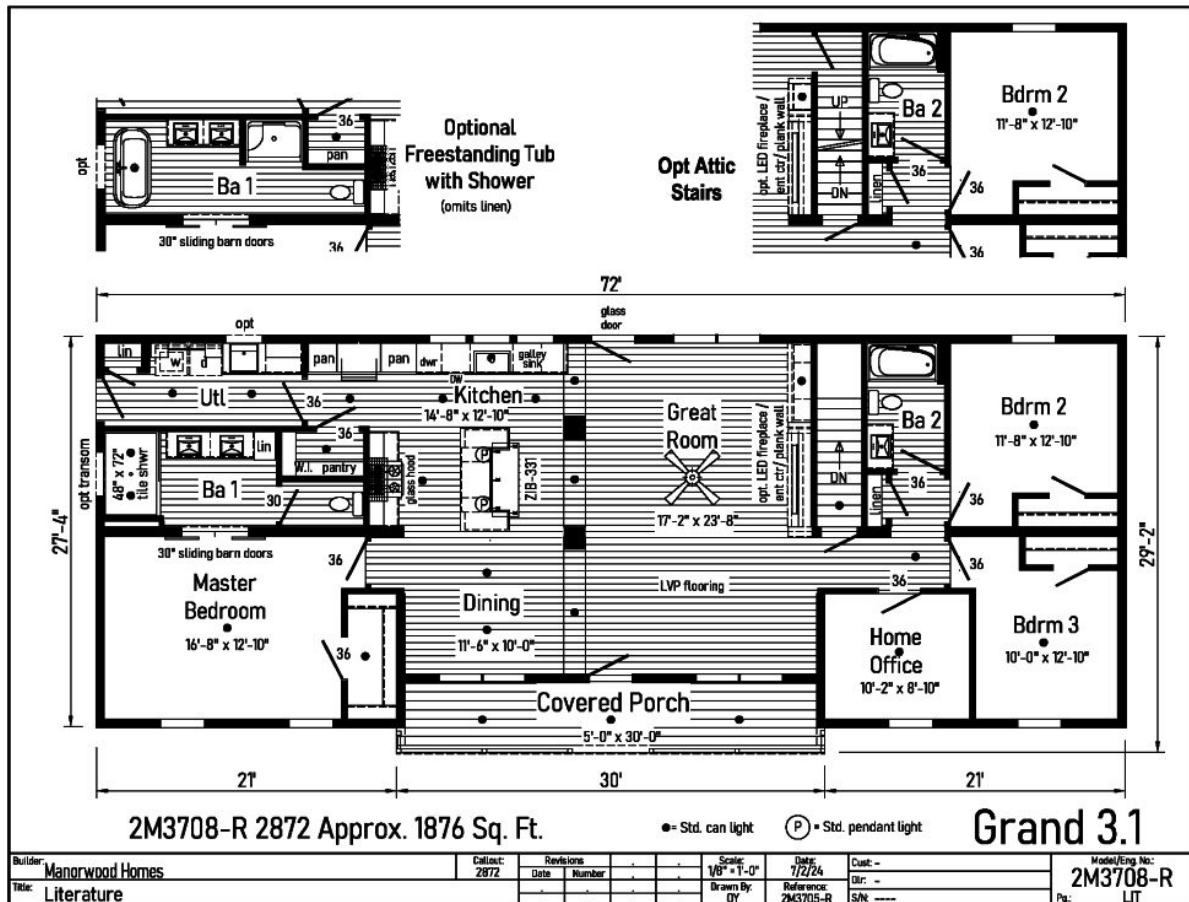 Optional
Freestanding Tub
with Shower
(omits linen)
opt
Ba 1
36
pan
30" sliding barn doors
36
Opt Attic
Stairs
opt. LED fireplace /
ent ctr/ plank wall
UP
DN
Ba 2
linen
36
36
Bdrm 2
11'-8" x 12'-10"
36
72'
27'-4"
29'-2"
opt
glass
door
lin
w
d
pan
pan
dwr
DW
galley
sink
Utl
36
Kitchen
14'-8" x 12'-10"
36
opt transom
48" x 72"
tile shwr
lin
W.I. pantry
Ba 1
30
glass hood
P
P
ZIB-331
Great
Room
17'-2" x 23'-8"
opt. LED fireplace /
ent ctr/ plank wall
DN
Ba 2
linen
36
36
Bdrm 2
11'-8" x 12'-10"
30" sliding barn doors
36
Master
Bedroom
16'-8" x 12'-10"
36
Dining
11'-6" x 10'-0"
LVP flooring
36
36
Home
Office
10'-2" x 8'-10"
Bdrm 3
10'-0" x 12'-10"
Covered Porch
5'-0" x 30'-0"
21'
30'
21'
2M3708-R 2872 Approx. 1876 Sq. Ft.
= Std. can light
P = Std. pendant light
Grand 3.1
Builder: Manorwood Homes
Title: Literature
Callout: 2872
Revisions
Date Number
Scale: 1/8" = 1'-0"
Drawn By: OY
Date: 7/2/24
Reference: 2M3705-R
Cust: -
Dlr: -
S/N: ----
Model/Eng. No.: 2M3708-R
Pg.: LIT